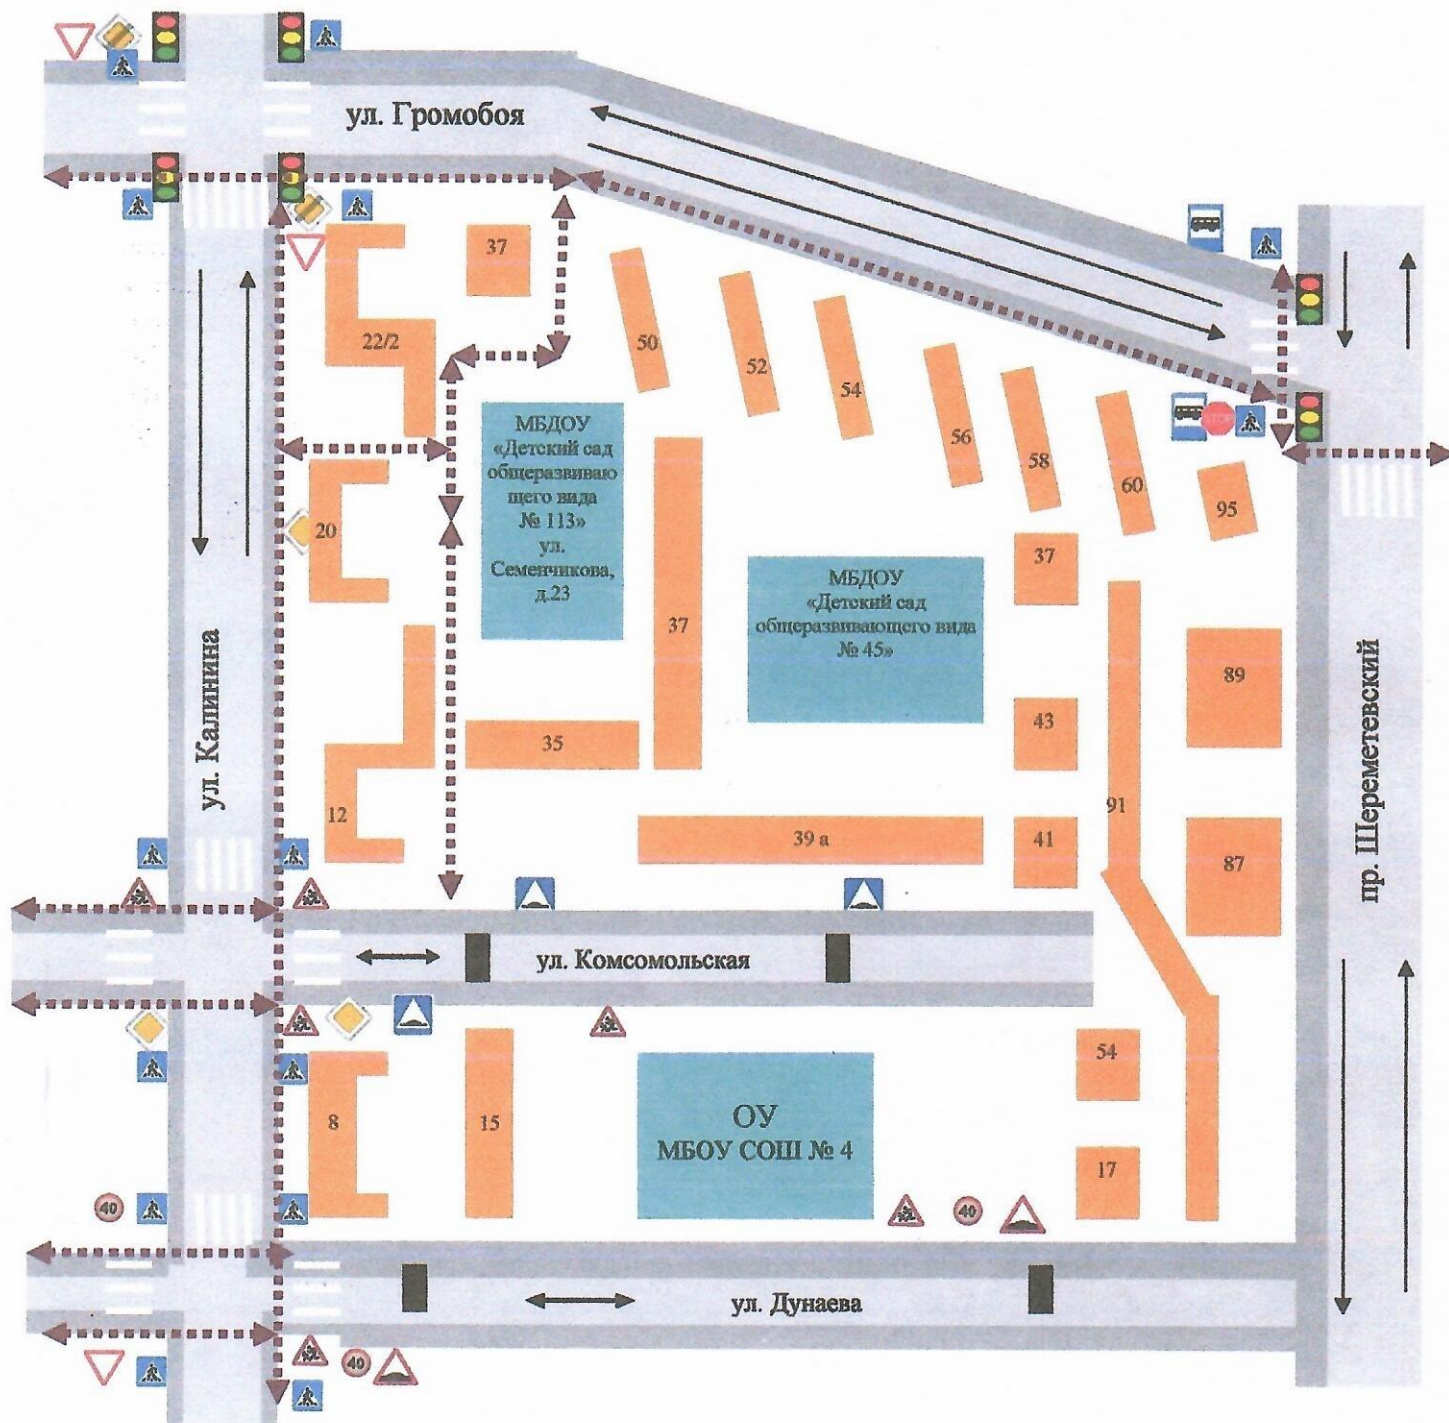 ул. Громобоя
37
22/2
50
52
54
56
58
60
95
STOP
МБДОУ
«Детский сад
общеразвиваю
щего вида
№ 113»
ул.
Семенчикова,
д.23
20
37
МБДОУ
«Детский сад
общеразвивающего вида
№ 45»
37
ул. Калинина
35
43
89
пр. Шереметевский
12
39 а
41
91
87
ул. Комсомольская
8
15
ОУ
МБОУ СОШ № 4
54
17
40
40
ул. Дунаева
40